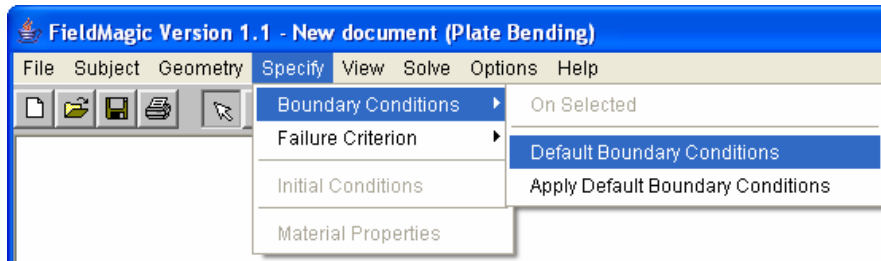 FieldMagic Version 1.1 - New document (Plate Bending)
File Subject Geometry Specify View Solve Options Help
Boundary Conditions
On Selected
Failure Criterion
Default Boundary Conditions
Initial Conditions
Apply Default Boundary Conditions
Material Properties